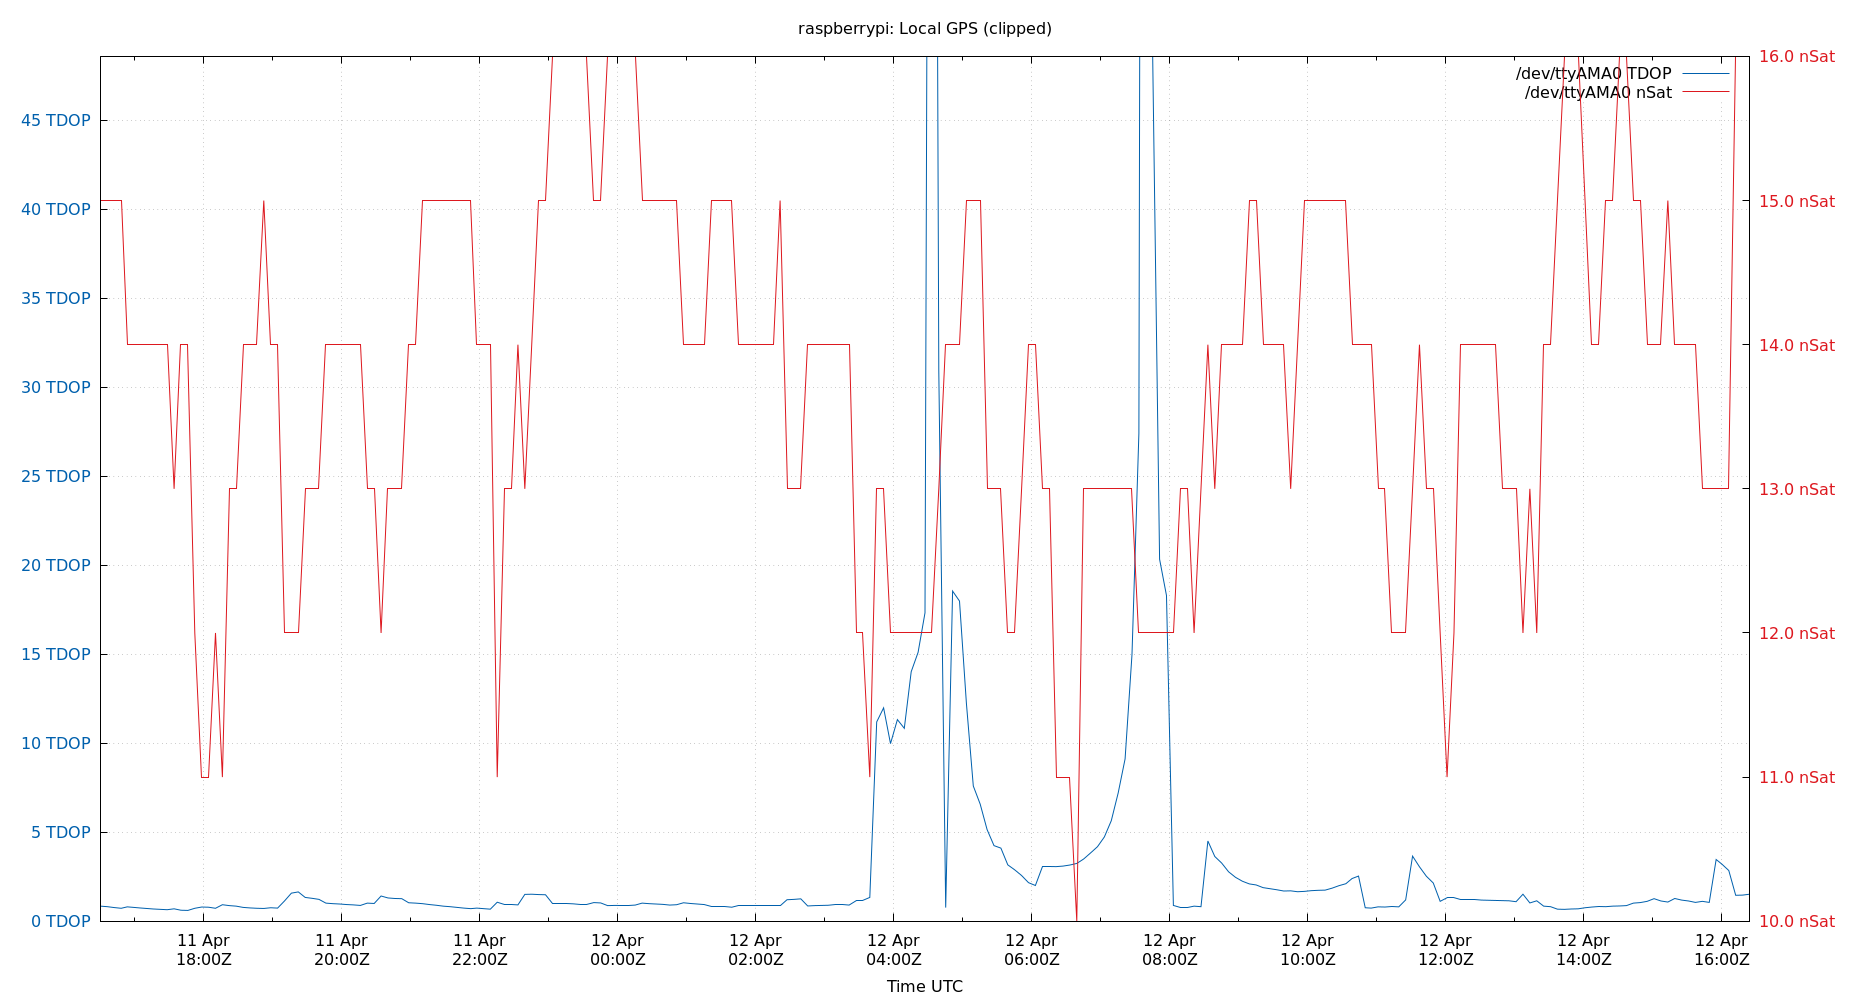 raspberrypi: Local GPS (clipped)
/dev/ttyAMA0 TDOP
/dev/ttyAMA0 nSat
45 TDOP
40 TDOP
35 TDOP
30 TDOP
25 TDOP
20 TDOP
15 TDOP
10 TDOP
5 TDOP
0 TDOP
16.0 nSat
15.0 nSat
14.0 nSat
13.0 nSat
12.0 nSat
11.0 nSat
10.0 nSat
11 Apr
18:00Z
11 Apr
20:00Z
11 Apr
22:00Z
12 Apr
00:00Z
12 Apr
02:00Z
12 Apr
04:00Z
12 Apr
06:00Z
12 Apr
08:00Z
12 Apr
10:00Z
12 Apr
12:00Z
12 Apr
14:00Z
12 Apr
16:00Z
Time UTC